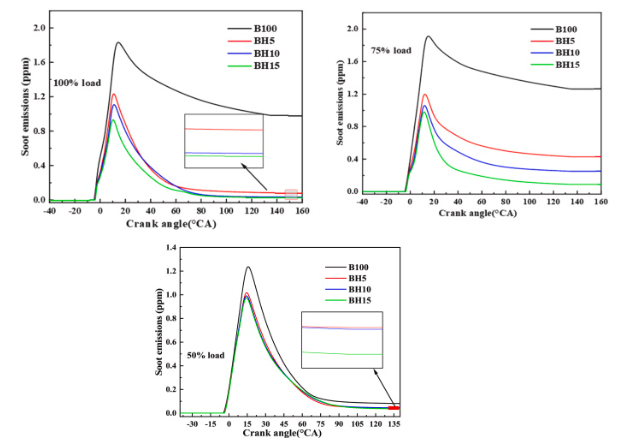 2.0
1.6
1.2
0.8
0.4
0.0
Soot emissions (ppm)
100% load
B100
BH5
BH10
BH15
-40 -20 0 20 40 60 80 100 120 140 160
Crank angle(°CA)
2.0
1.6
1.2
0.8
0.4
0.0
Soot emissions (ppm)
75% load
B100
BH5
BH10
BH15
-40 -20 0 20 40 60 80 100 120 140 160
Crank angle(°CA)
1.4
1.2
1.0
0.8
0.6
0.4
0.2
0.0
Soot emissions (ppm)
50% load
B100
BH5
BH10
BH15
-30 -15 0 15 30 45 60 75 90 105 120 135
Crank angle(°CA)